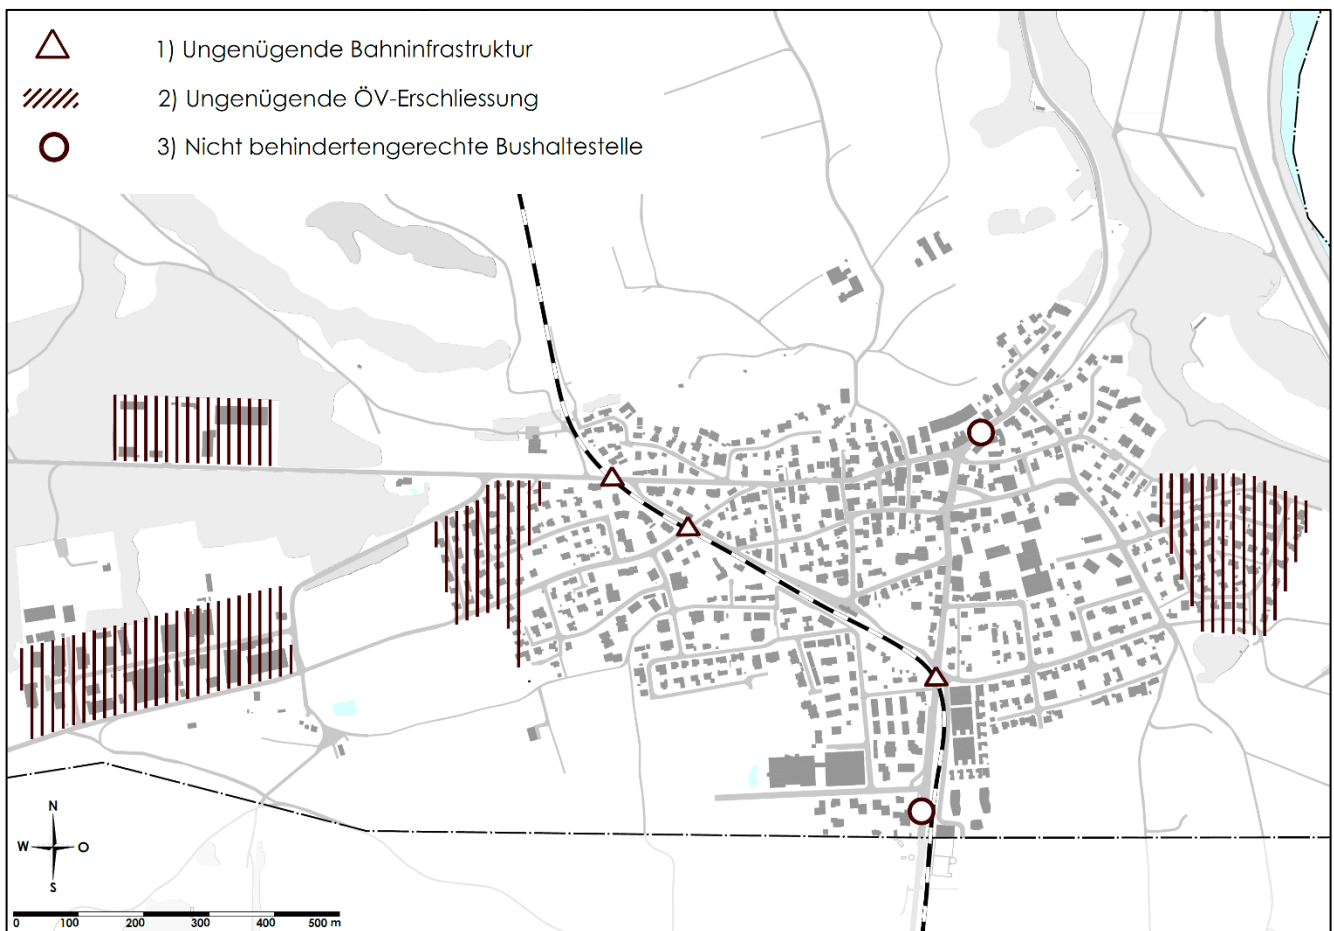 1) Ungenügende Bahninfrastruktur
2) Ungenügende ÖV-Erschliessung
3) Nicht behindertengerechte Bushaltestelle
N
W O
S
0 100 200 300 400 500 m